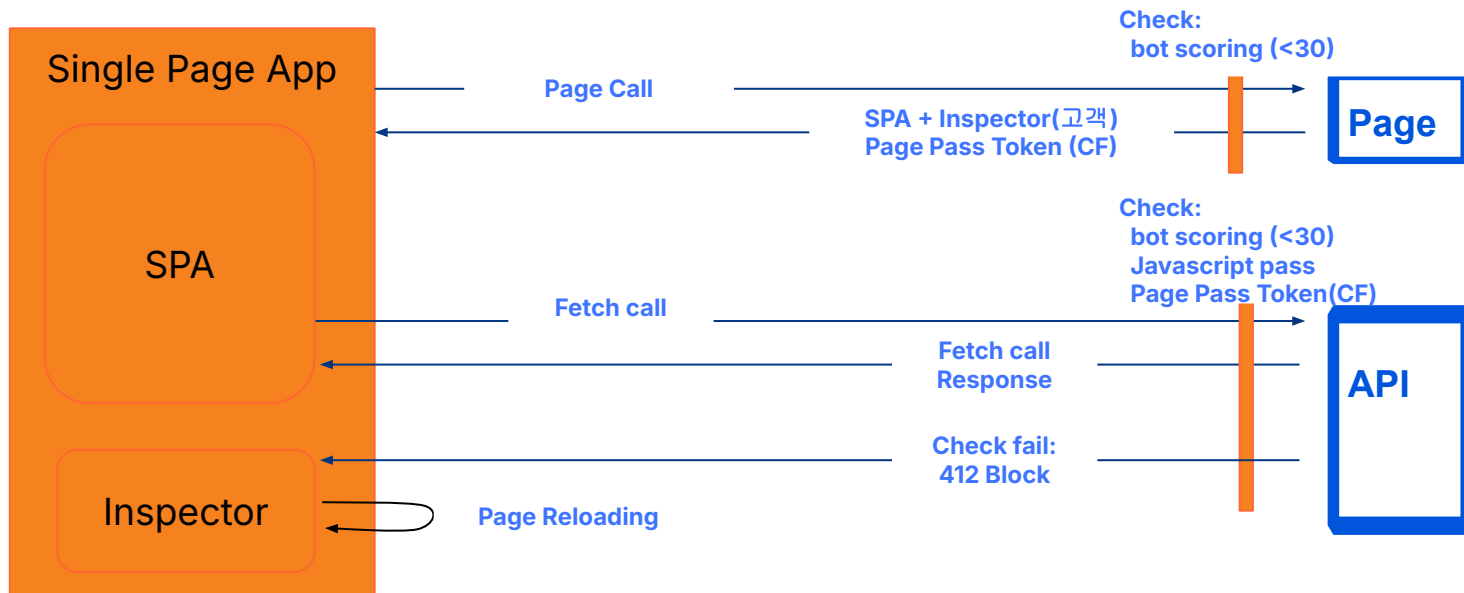 Single Page App
SPA
Inspector
Page Call
SPA + Inspector(고객)
Page Pass Token (CF)
Check:
bot scoring (<30)
Page
Check:
bot scoring (<30)
Javascript pass
Page Pass Token(CF)
Fetch call
Fetch call
Response
API
Check fail:
412 Block
Page Reloading